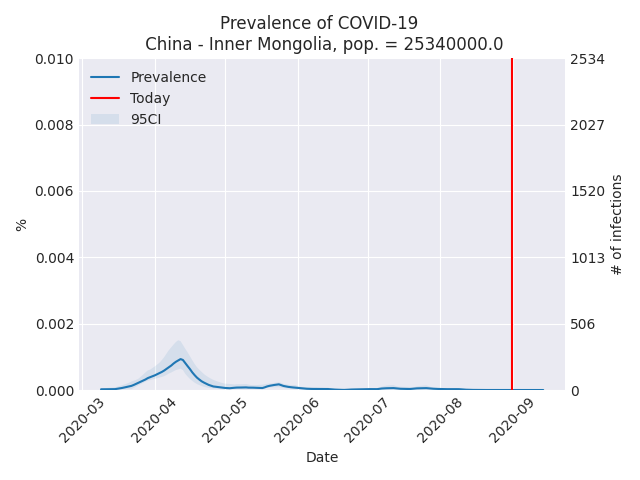 Prevalence of COVID-19
China - Inner Mongolia, pop. = 25340000.0
Prevalence
Today
95CI
0.010
0.008
0.006
0.004
0.002
0.000
%
2534
2027
1520
1013
506
0
# of infections
2020-03
2020-04
2020-05
2020-06
2020-07
2020-08
2020-09
Date